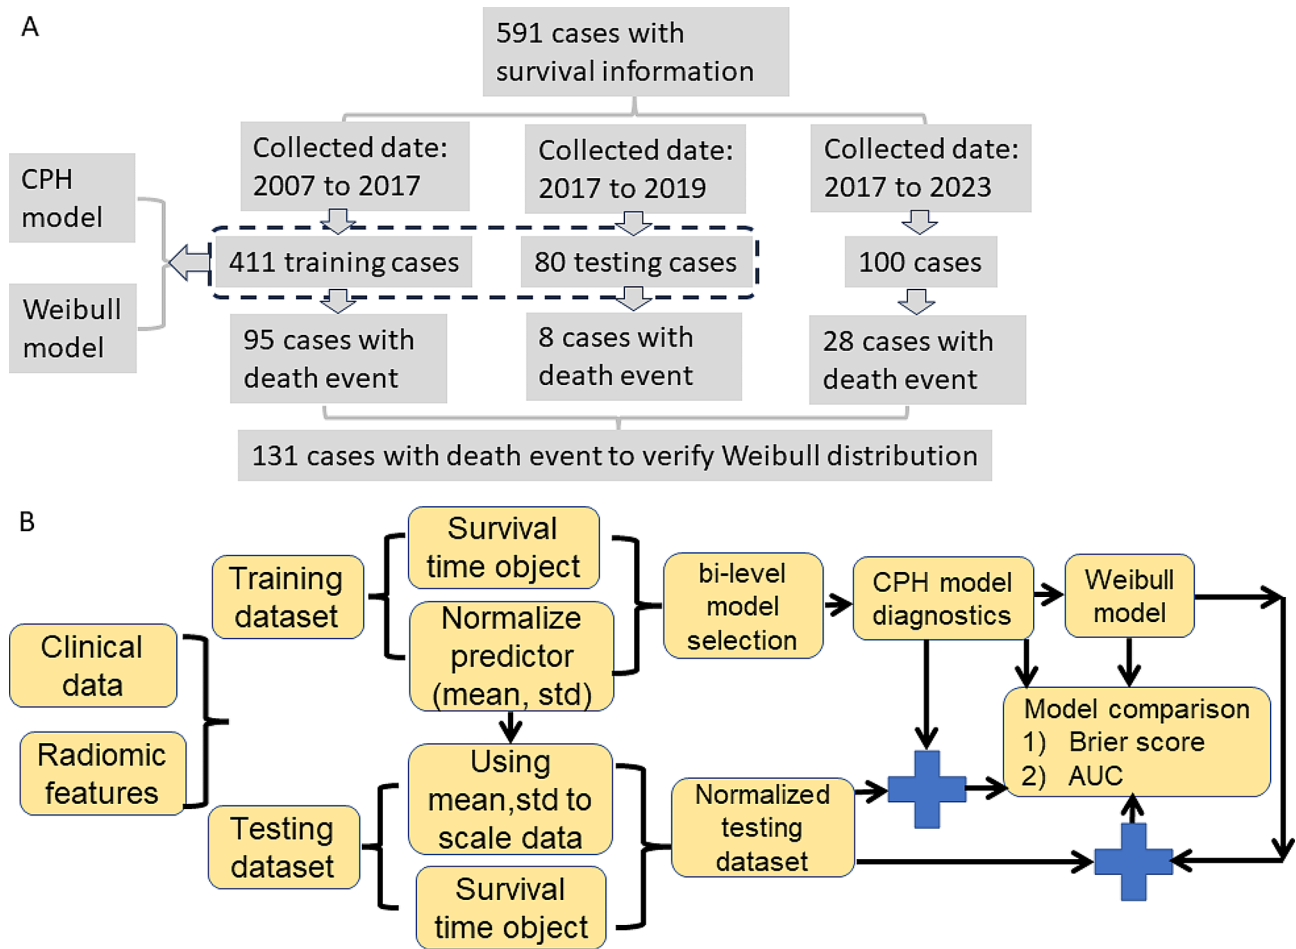 A
591 cases with
survival information
Collected date:
2007 to 2017
Collected date:
2017 to 2019
Collected date:
2017 to 2023
CPH
model
Weibull
model
411 training cases
80 testing cases
100 cases
95 cases with
death event
8 cases with
death event
28 cases with
death event
131 cases with death event to verify Weibull distribution
B
Clinical
data
Radiomic
features
Training
dataset
Testing
dataset
Survival
time object
Normalize
predictor
(mean, std)
Using
mean,std to
scale data
Survival
time object
bi-level
model
selection
Normalized
testing
dataset
CPH model
diagnostics
Weibull
model
Model comparison
1) Brier score
2) AUC